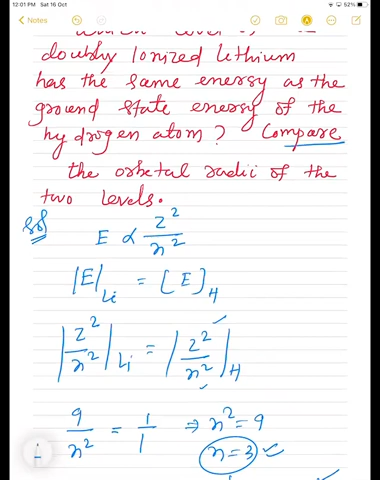 12:01 PM Sat 16 Oct
52%
Notes
doubly Ionized Lithium
has the same energy as the
ground state energy of the
hydrogen atom? Compare
the orbetal radii of the
two levels.
Sol
E ∝ Z²/n²
|E|Li = [E]H
|Z²/n²|Li = |Z²/n²|H
9/n² = 1/1 ⇒ n² = 9
n = 3